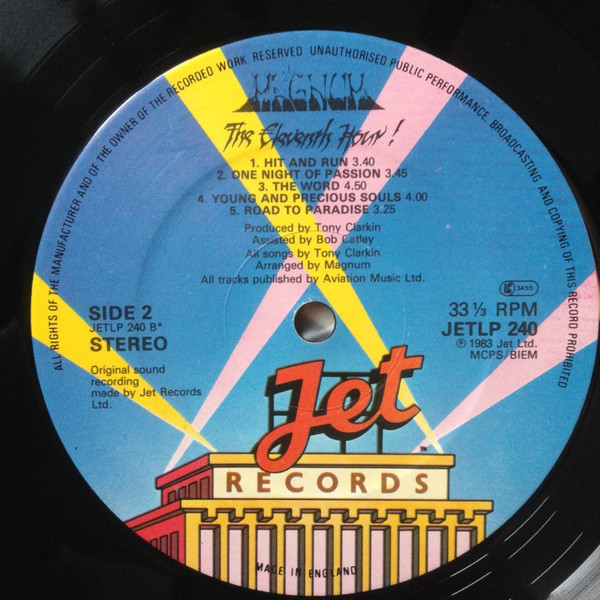 ALL RIGHTS OF THE MANUFACTURER AND OF THE OWNER OF THE RECORDED WORK RESERVED UNAUTHORISED PUBLIC PERFORMANCE, BROADCASTING AND COPYING OF THIS RECORD PROHIBITED
MAGNUM
The Eleventh Hour!
1. HIT AND RUN 3.40
2. ONE NIGHT OF PASSION 3.45
3. THE WORD 4.50
4. YOUNG AND PRECIOUS SOULS 4.00
5. ROAD TO PARADISE 3.25
Produced by Tony Clarkin
Assisted by Bob Catley
All songs by Tony Clarkin
Arranged by Magnum
All tracks published by Aviation Music Ltd.
SIDE 2
JETLP 240 B*
STEREO
Original sound
recording
made by Jet Records
Ltd.
LC 3455
33 ⅓ RPM
JETLP 240
℗ 1983 Jet Ltd.
MCPS/BIEM
Jet
RECORDS
MADE IN ENGLAND